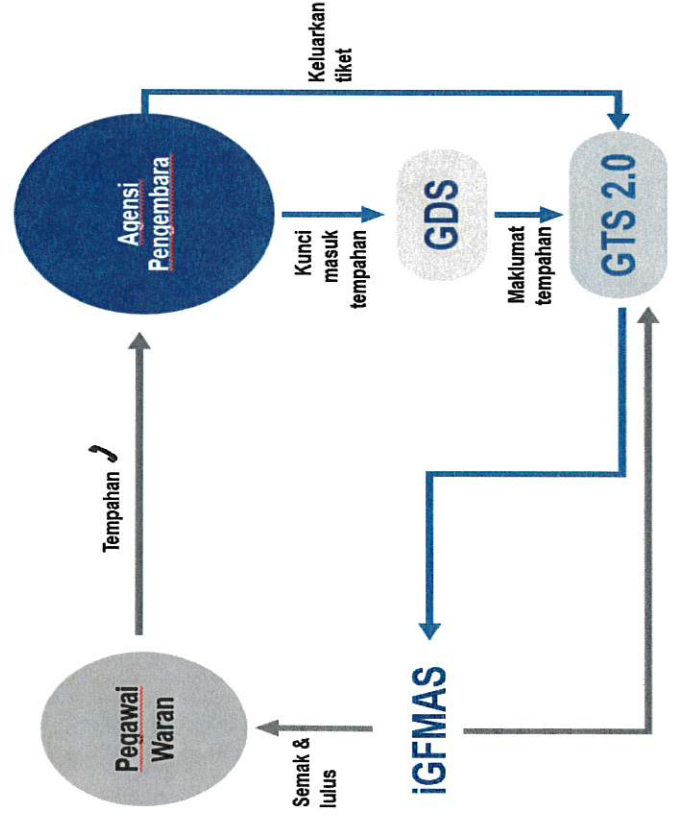 Pegawai
Waran
Tempahan
Agensi
Pengembara
Keluarkan
tiket
Semak &
lulus
Kunci
masuk
tempahan
GDS
Maklumat
tempahan
iGFMAS
GTS 2.0